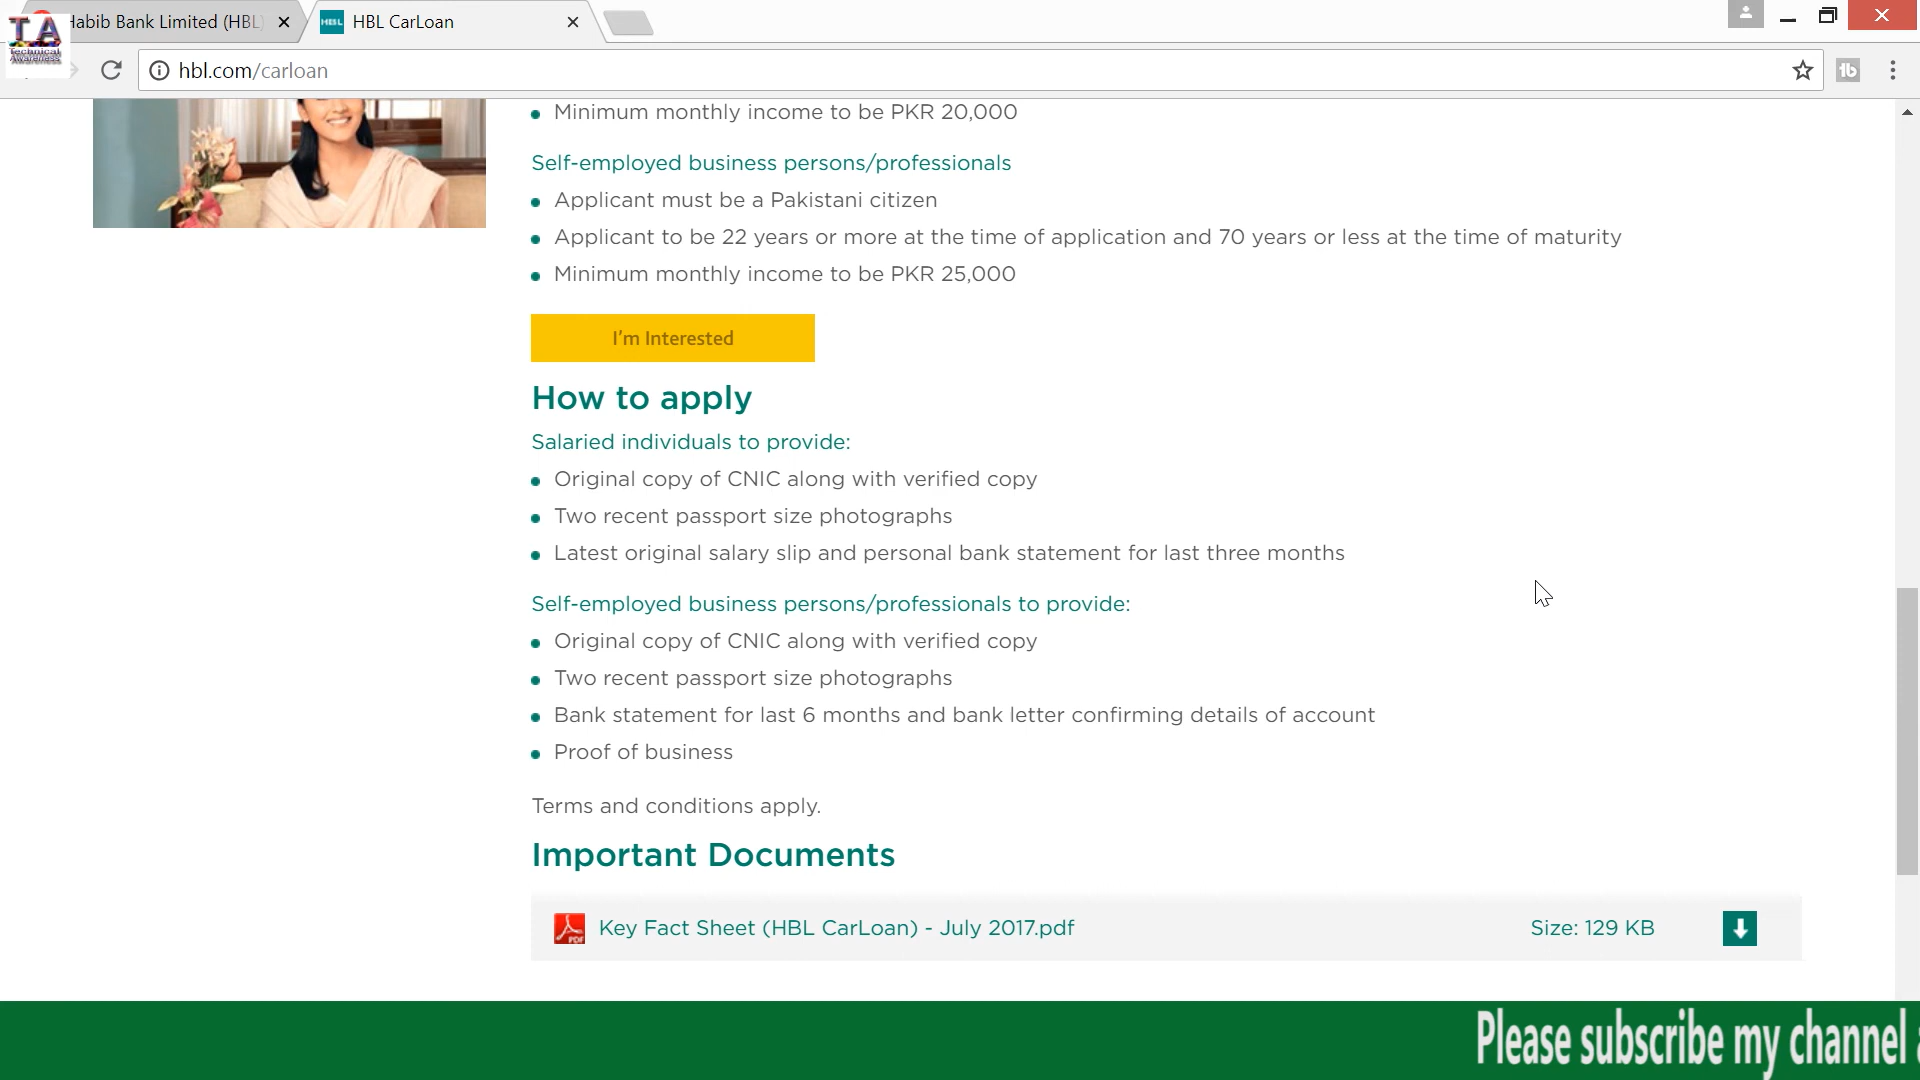 Habib Bank Limited (HBL)
HBL CarLoan
TA
Technical
Awareness
hbl.com/carloan
Minimum monthly income to be PKR 20,000
Self-employed business persons/professionals
Applicant must be a Pakistani citizen
Applicant to be 22 years or more at the time of application and 70 years or less at the time of maturity
Minimum monthly income to be PKR 25,000
I'm Interested
How to apply
Salaried individuals to provide:
Original copy of CNIC along with verified copy
Two recent passport size photographs
Latest original salary slip and personal bank statement for last three months
Self-employed business persons/professionals to provide:
Original copy of CNIC along with verified copy
Two recent passport size photographs
Bank statement for last 6 months and bank letter confirming details of account
Proof of business
Terms and conditions apply.
Important Documents
PDF
Key Fact Sheet (HBL CarLoan) - July 2017.pdf
Size: 129 KB
Please subscribe my channel